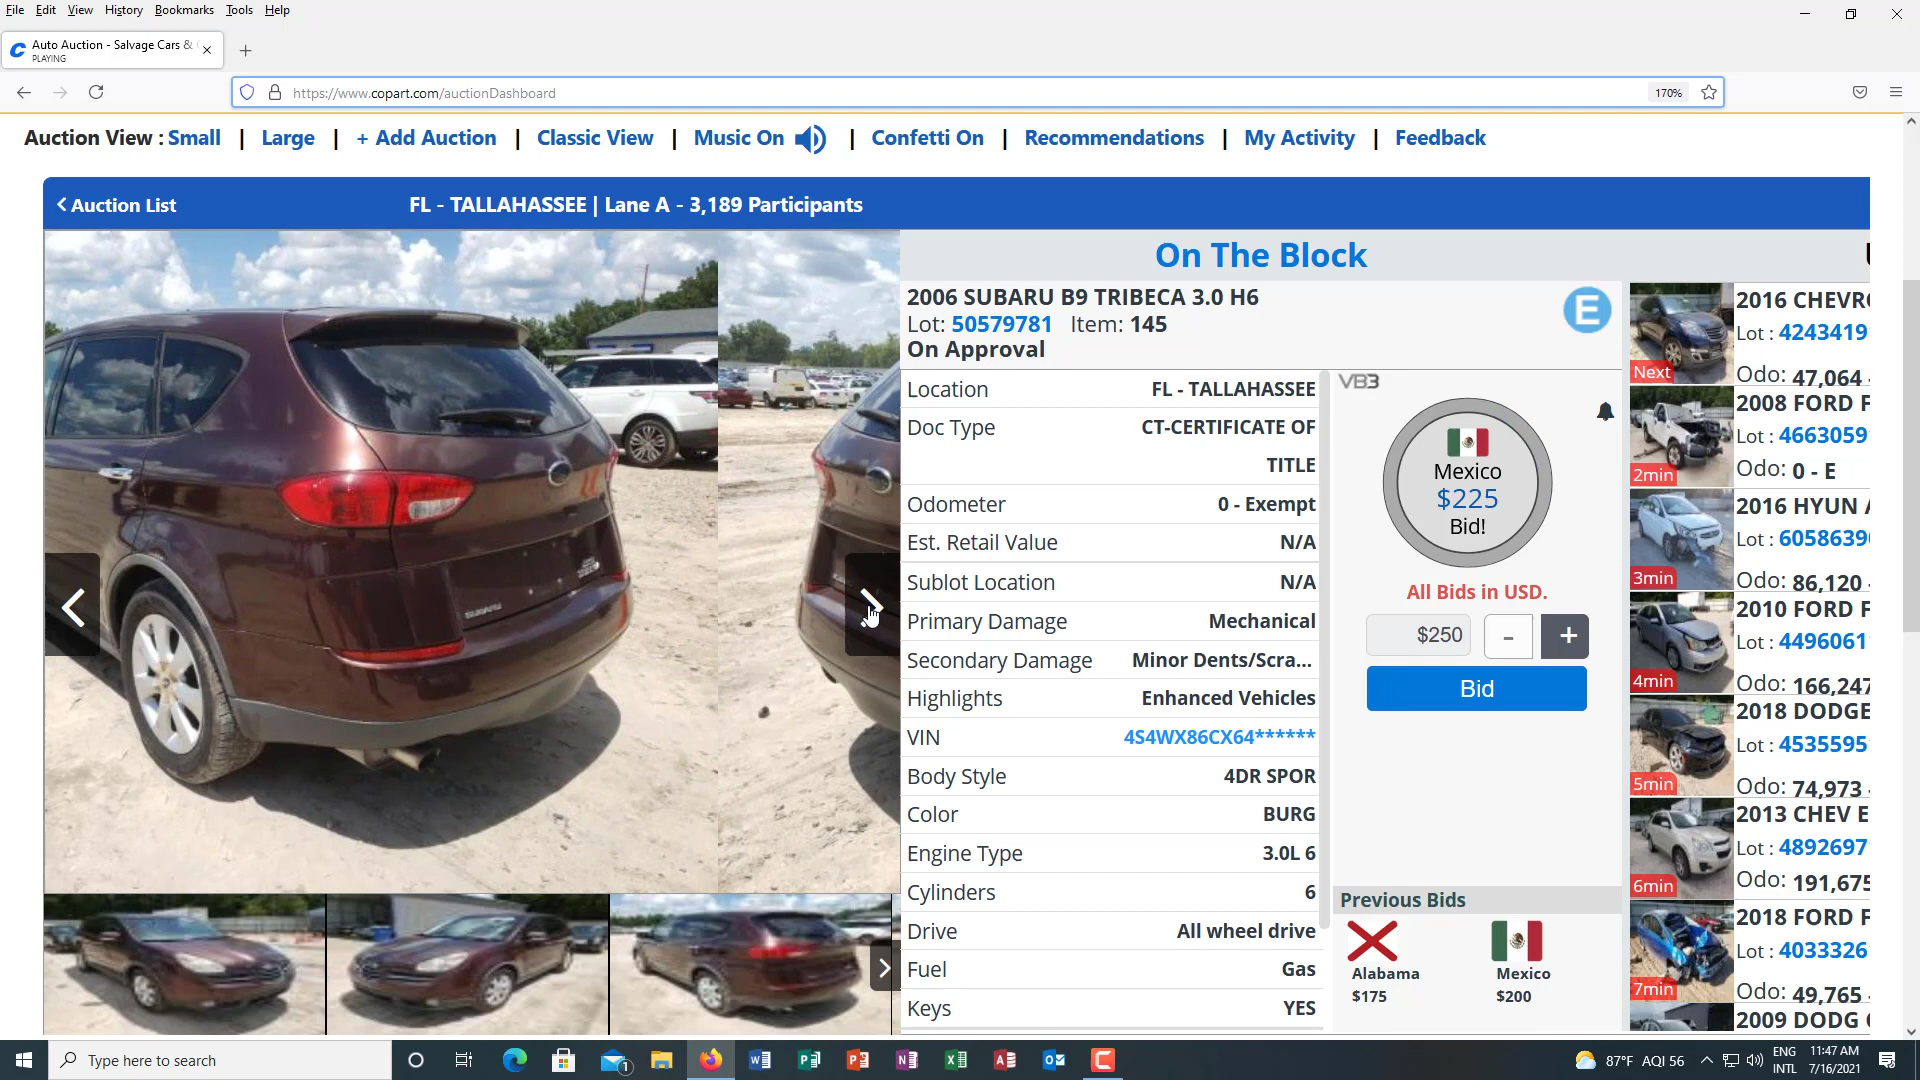 File Edit View History Bookmarks Tools Help
Auto Auction - Salvage Cars &
PLAYING
https://www.copart.com/auctionDashboard
170%
Auction View : Small | Large | + Add Auction | Classic View | Music On | Confetti On | Recommendations | My Activity | Feedback
Auction List
FL - TALLAHASSEE | Lane A - 3,189 Participants
On The Block
2006 SUBARU B9 TRIBECA 3.0 H6
Lot: 50579781 Item: 145
On Approval
E
Location FL - TALLAHASSEE
Doc Type CT-CERTIFICATE OF
TITLE
Odometer 0 - Exempt
Est. Retail Value N/A
Sublot Location N/A
Primary Damage Mechanical
Secondary Damage Minor Dents/Scra...
Highlights Enhanced Vehicles
VIN 4S4WX86CX64******
Body Style 4DR SPOR
Color BURG
Engine Type 3.0L 6
Cylinders 6
Drive All wheel drive
Fuel Gas
Keys YES
VB3
Mexico
$225
Bid!
All Bids in USD.
$250 - +
Bid
Previous Bids
Alabama
$175
Mexico
$200
2016 CHEVR
Lot : 4243419
Next
Odo: 47,064
2008 FORD F
Lot : 4663059
2min
Odo: 0 - E
2016 HYUN
Lot : 6058639
3min
Odo: 86,120
2010 FORD F
Lot : 4496061
4min
Odo: 166,247
2018 DODGE
Lot : 4535595
5min
Odo: 74,973
2013 CHEV E
Lot : 4892697
6min
Odo: 191,675
2018 FORD F
Lot : 4033326
7min
Odo: 49,765
2009 DODG
SUBARU
Type here to search
1
87°F AQI 56
ENG
INTL
11:47 AM
7/16/2021